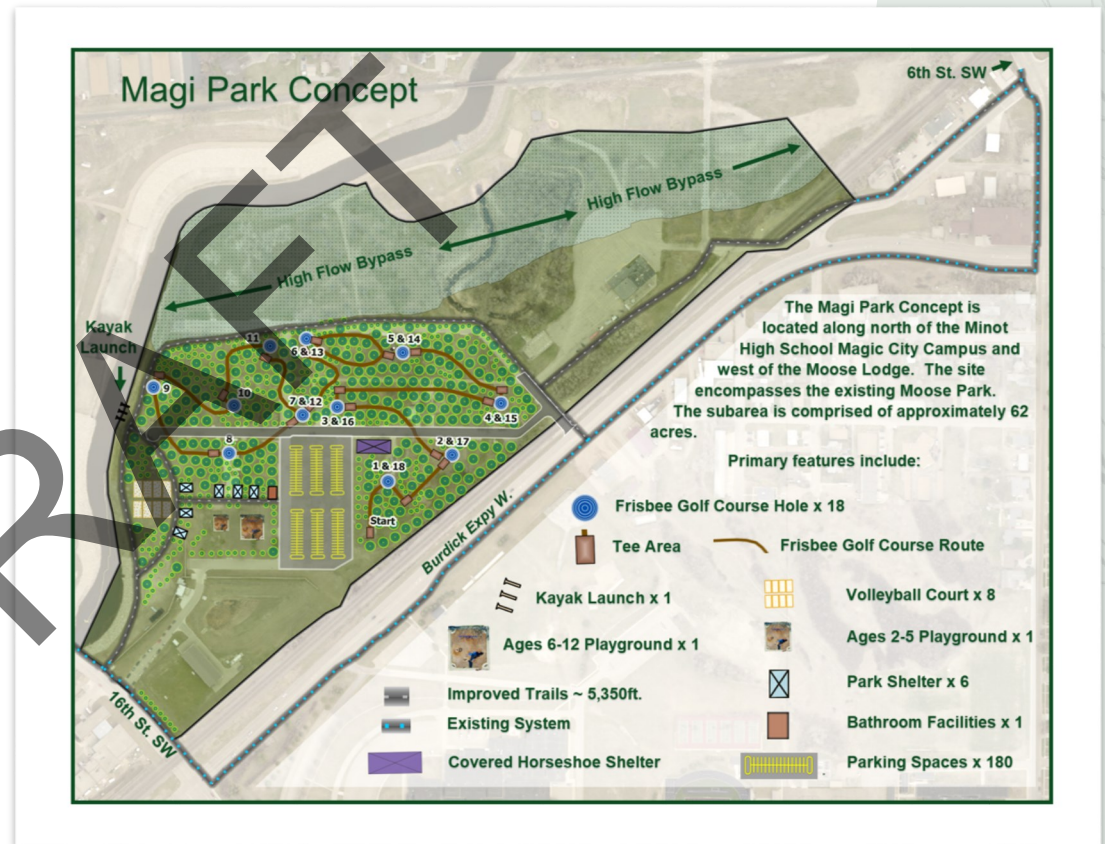 Magi Park Concept
6th St. SW
High Flow Bypass
High Flow Bypass
Kayak
Launch
11
6 & 13
5 & 14
9
10
7 & 12
3 & 16
4 & 15
8
2 & 17
1 & 18
Start
Burdick Expy W.
16th St. SW
DRAFT
The Magi Park Concept is
located along north of the Minot
High School Magic City Campus and
west of the Moose Lodge. The site
encompasses the existing Moose Park.
The subarea is comprised of approximately 62
acres.
Primary features include:
Frisbee Golf Course Hole x 18
Tee Area
Frisbee Golf Course Route
Kayak Launch x 1
Volleyball Court x 8
Ages 6-12 Playground x 1
Ages 2-5 Playground x 1
Improved Trails ~ 5,350ft.
Park Shelter x 6
Existing System
Bathroom Facilities x 1
Covered Horseshoe Shelter
Parking Spaces x 180